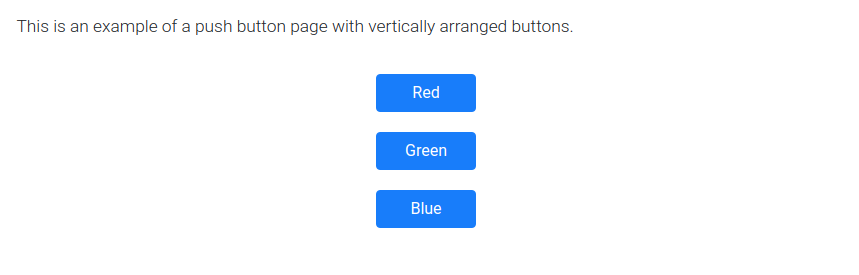 This is an example of a push button page with vertically arranged buttons.
Red
Green
Blue